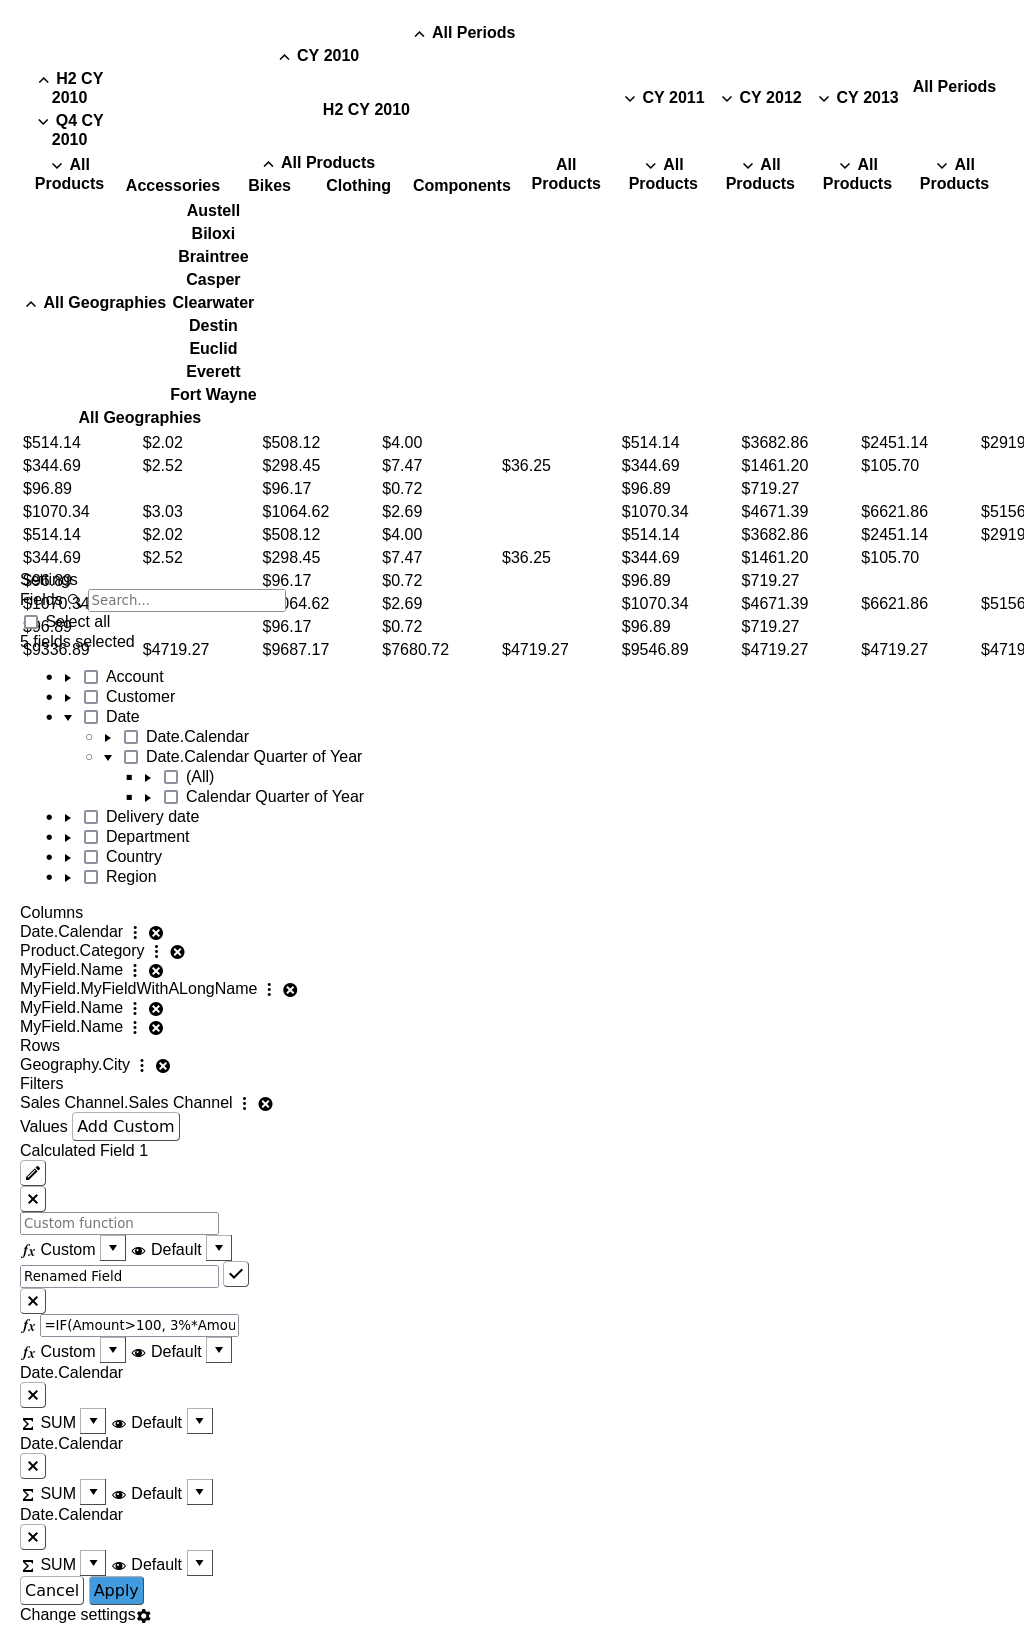 All Periods
CY 2010
H2 CY
2010
H2 CY 2010
CY 2011
CY 2012
CY 2013
All Periods
Q4 CY
2010
All
Products
All Products
Accessories
Bikes
Clothing
Components
All
Products
All
Products
All
Products
All
Products
All
Products
Austell
Biloxi
Braintree
Casper
All Geographies Clearwater
Destin
Euclid
Everett
Fort Wayne
All Geographies
$514.14 $2.02 $508.12 $4.00 $514.14 $3682.86 $2451.14 $2919
$344.69 $2.52 $298.45 $7.47 $36.25 $344.69 $1461.20 $105.70
$96.89 $96.17 $0.72 $96.89 $719.27
$1070.34 $3.03 $1064.62 $2.69 $1070.34 $4671.39 $6621.86 $5156
$514.14 $2.02 $508.12 $4.00 $514.14 $3682.86 $2451.14 $2919
$344.69 $2.52 $298.45 $7.47 $36.25 $344.69 $1461.20 $105.70
Settings
$96.89 $96.17 $0.72 $96.89 $719.27
Fields Search...
$1070.34 064.62 $2.69 $1070.34 $4671.39 $6621.86 $5156
Select all
$96.89 $96.17 $0.72 $96.89 $719.27
5 fields selected
$9336.89 $4719.27 $9687.17 $7680.72 $4719.27 $9546.89 $4719.27 $4719.27 $4719
Account
Customer
Date
Date.Calendar
Date.Calendar Quarter of Year
(All)
Calendar Quarter of Year
Delivery date
Department
Country
Region
Columns
Date.Calendar
Product.Category
MyField.Name
MyField.MyFieldWithALongName
MyField.Name
MyField.Name
Rows
Geography.City
Filters
Sales Channel.Sales Channel
Values Add Custom
Calculated Field 1
Custom function
fx Custom Default
Renamed Field
fx =IF(Amount>100, 3%*Amou
fx Custom Default
Date.Calendar
Σ SUM Default
Date.Calendar
Σ SUM Default
Date.Calendar
Σ SUM Default
Cancel Apply
Change settings